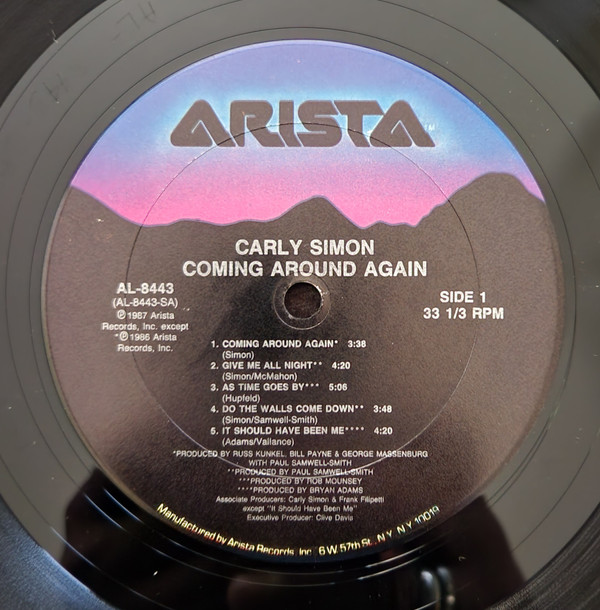 ARISTA
TM
CARLY SIMON
COMING AROUND AGAIN
AL-8443
(AL-8443-SA)
℗ 1987 Arista
Records, Inc. except
*℗ 1986 Arista
Records, Inc.
SIDE 1
33 1/3 RPM
1. COMING AROUND AGAIN* 3:38
(Simon)
2. GIVE ME ALL NIGHT** 4:20
(Simon/McMahon)
3. AS TIME GOES BY*** 5:06
(Hupfeld)
4. DO THE WALLS COME DOWN** 3:48
(Simon/Samwell-Smith)
5. IT SHOULD HAVE BEEN ME**** 4:20
(Adams/Vallance)
*PRODUCED BY RUSS KUNKEL, BILL PAYNE & GEORGE MASSENBURG
WITH PAUL SAMWELL-SMITH
**PRODUCED BY PAUL SAMWELL-SMITH
***PRODUCED BY ROB MOUNSEY
****PRODUCED BY BRYAN ADAMS
Associate Producers: Carly Simon & Frank Filipetti
except "It Should Have Been Me"
Executive Producer: Clive Davis
Manufactured by Arista Records, Inc. 6 W. 57th St., N.Y., N.Y. 10019